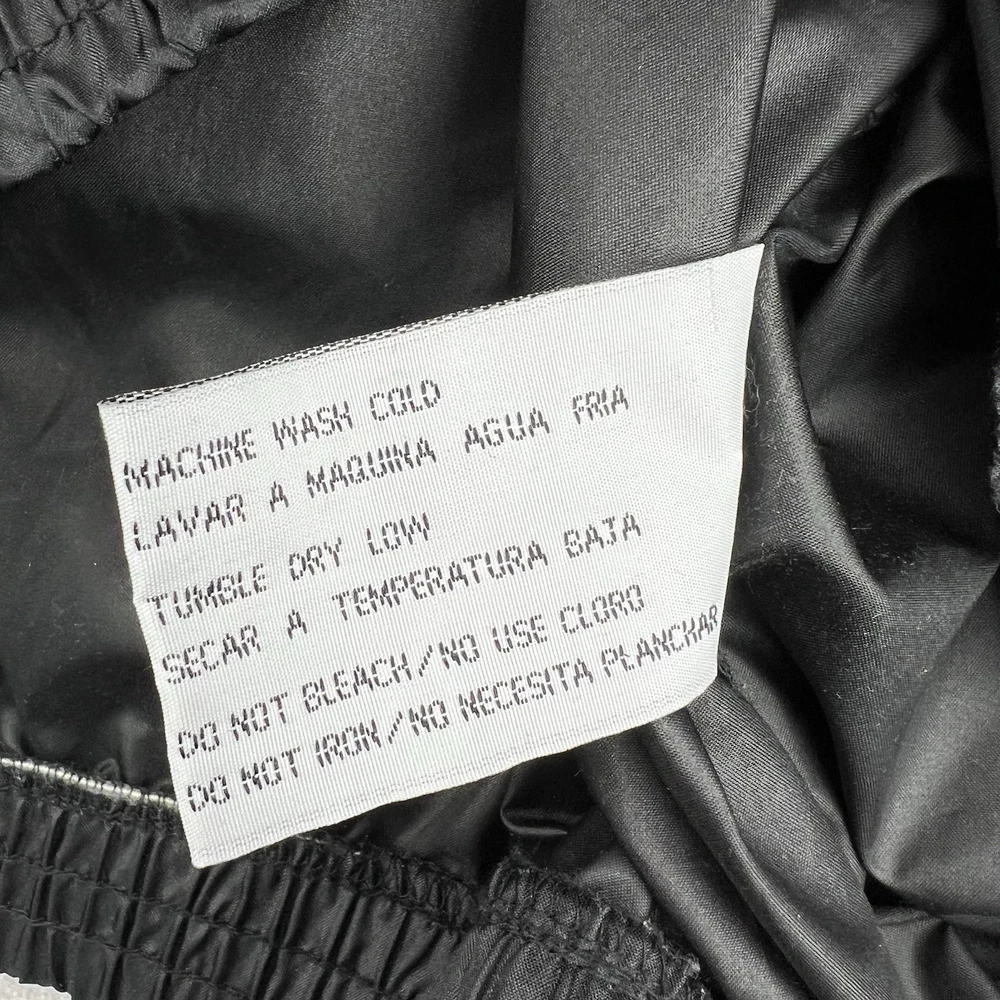 MACHINE WASH COLD
LAVAR A MAQUINA AGUA FRIA
TUMBLE DRY LOW
SECAR A TEMPERATURA BAJA
DO NOT BLEACH/NO USE CLORO
DO NOT IRON/NO NECESITA PLANCHAR